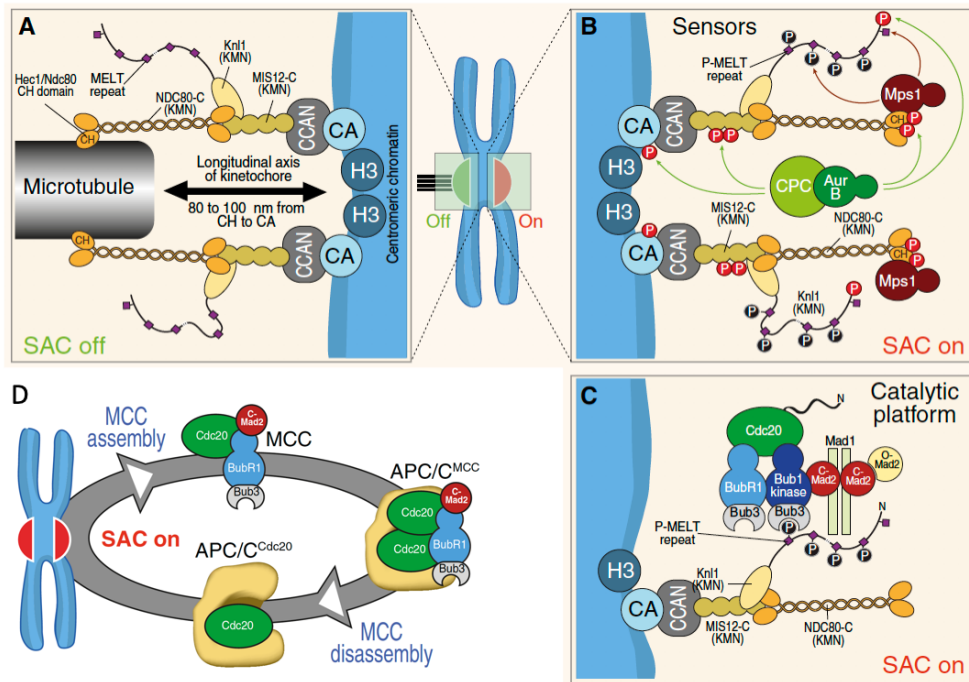 A
Knl1
(KMN)
Hec1/Ndc80
CH domain
MELT
repeat
MIS12-C
(KMN)
NDC80-C
(KMN)
CH
CCAN
CA
Microtubule
Longitudinal axis
of kinetochore
80 to 100 nm from
CH to CA
H3
H3
Centromeric chromatin
CH
CCAN
CA
SAC off
Off
On
B
Sensors
P
P-MELT
repeat
P
P
P
P
Knl1
(KMN)
Mps1
CH
P
P
CCAN
CA
P
P
P
H3
CPC
Aur
B
H3
MIS12-C
(KMN)
NDC80-C
(KMN)
P
CA
CCAN
P
P
CH
P
P
Mps1
Knl1
(KMN)
P
P
P
P
P
SAC on
C
Catalytic
platform
N
Cdc20
Mad1
O-
Mad2
BubR1
Bub1
kinase
C-
Mad2
C-
Mad2
Bub3
Bub3
P
P-MELT
repeat
N
P
P
P
H3
Knl1
(KMN)
CA
CCAN
MIS12-C
(KMN)
NDC80-C
(KMN)
SAC on
D
MCC
assembly
C-
Mad2
Cdc20
MCC
BubR1
Bub3
APC/C^MCC
C-
Mad2
Cdc20
BubR1
Cdc20
Bub3
SAC on
APC/C^Cdc20
Cdc20
MCC
disassembly